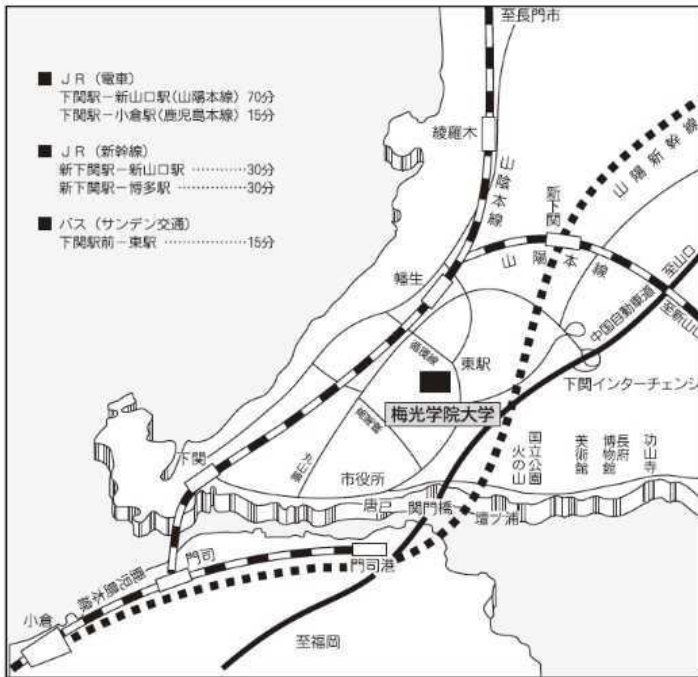 ■ JR（電車）
下関駅－新山口駅(山陽本線) 70分
下関駅－小倉駅(鹿児島本線) 15分
■ JR（新幹線）
新下関駅－新山口駅 …………30分
新下関駅－博多駅 ……………30分
■ バス（サンデン交通）
下関駅前－東駅 ………………15分
至長門市
綾羅木
山陰本線
山陽新幹線
新下関
山陽本線
至山口
中国自動車道
至新山口
幡生
循環線
東駅
下関インターチェンジ
梅光学院大学
下関
丸山線
市役所
国立公園
火の山
美術館
長府
博物館
功山寺
唐戸
関門橋
壇ノ浦
門司
門司港
鹿児島本線
小倉
至福岡